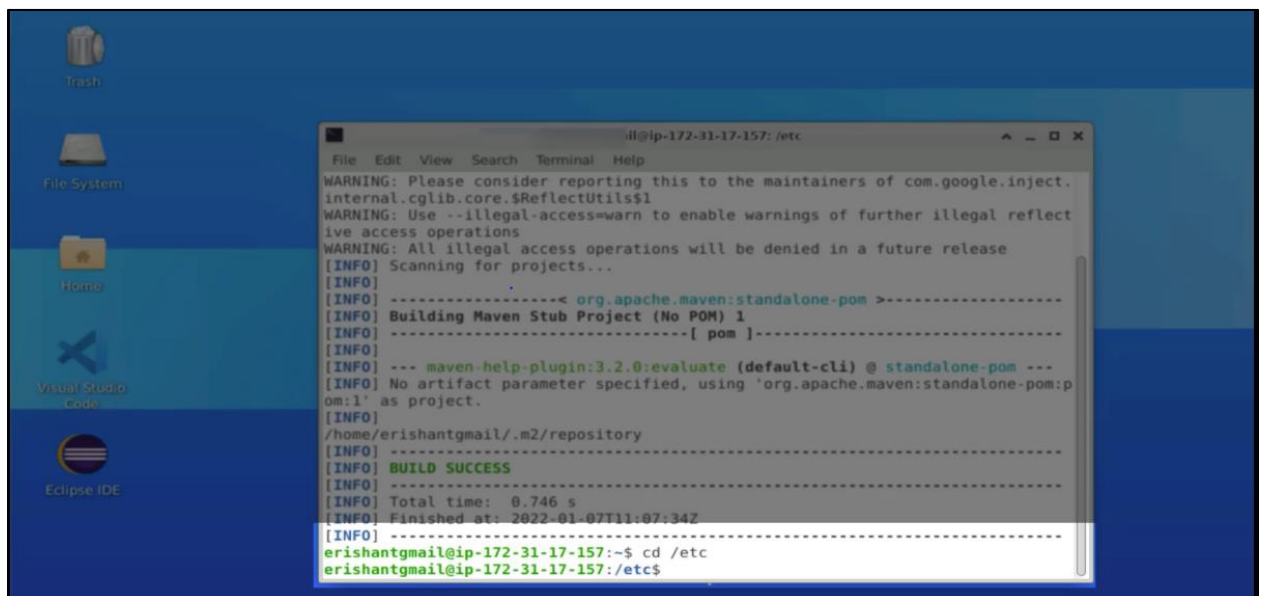 Trash
File System
Home
Visual Studio
Code
Eclipse IDE
il@ip-172-31-17-157: /etc
File Edit View Search Terminal Help
WARNING: Please consider reporting this to the maintainers of com.google.inject.
internal.cglib.core.$ReflectUtils$1
WARNING: Use --illegal-access=warn to enable warnings of further illegal reflect
ive access operations
WARNING: All illegal access operations will be denied in a future release
[INFO] Scanning for projects...
[INFO]
[INFO] ------------------< org.apache.maven:standalone-pom >-------------------
[INFO] Building Maven Stub Project (No POM) 1
[INFO] --------------------------------[ pom ]---------------------------------
[INFO]
[INFO] --- maven-help-plugin:3.2.0:evaluate (default-cli) @ standalone-pom ---
[INFO] No artifact parameter specified, using 'org.apache.maven:standalone-pom:p
om:1' as project.
[INFO]
/home/erishantgmail/.m2/repository
[INFO] ------------------------------------------------------------------------
[INFO] BUILD SUCCESS
[INFO] ------------------------------------------------------------------------
[INFO] Total time:  0.746 s
[INFO] Finished at: 2022-01-07T11:07:34Z
[INFO] ------------------------------------------------------------------------
erishantgmail@ip-172-31-17-157:~$ cd /etc
erishantgmail@ip-172-31-17-157:/etc$